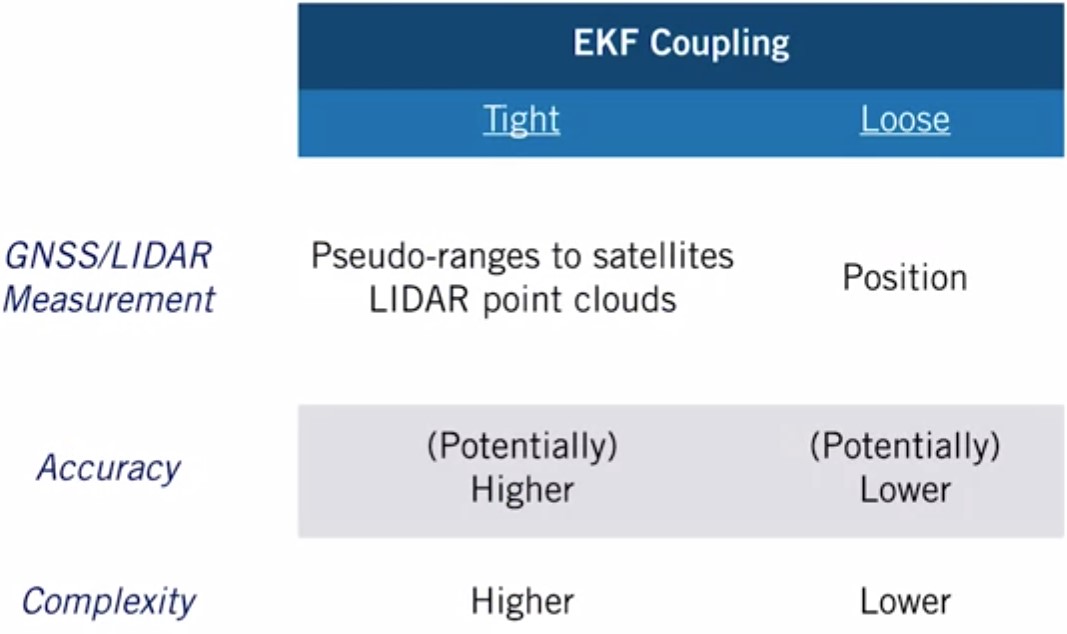 EKF Coupling
Tight Loose
GNSS/LIDAR
Measurement
Pseudo-ranges to satellites
LIDAR point clouds
Position
Accuracy
(Potentially)
Higher
(Potentially)
Lower
Complexity Higher Lower